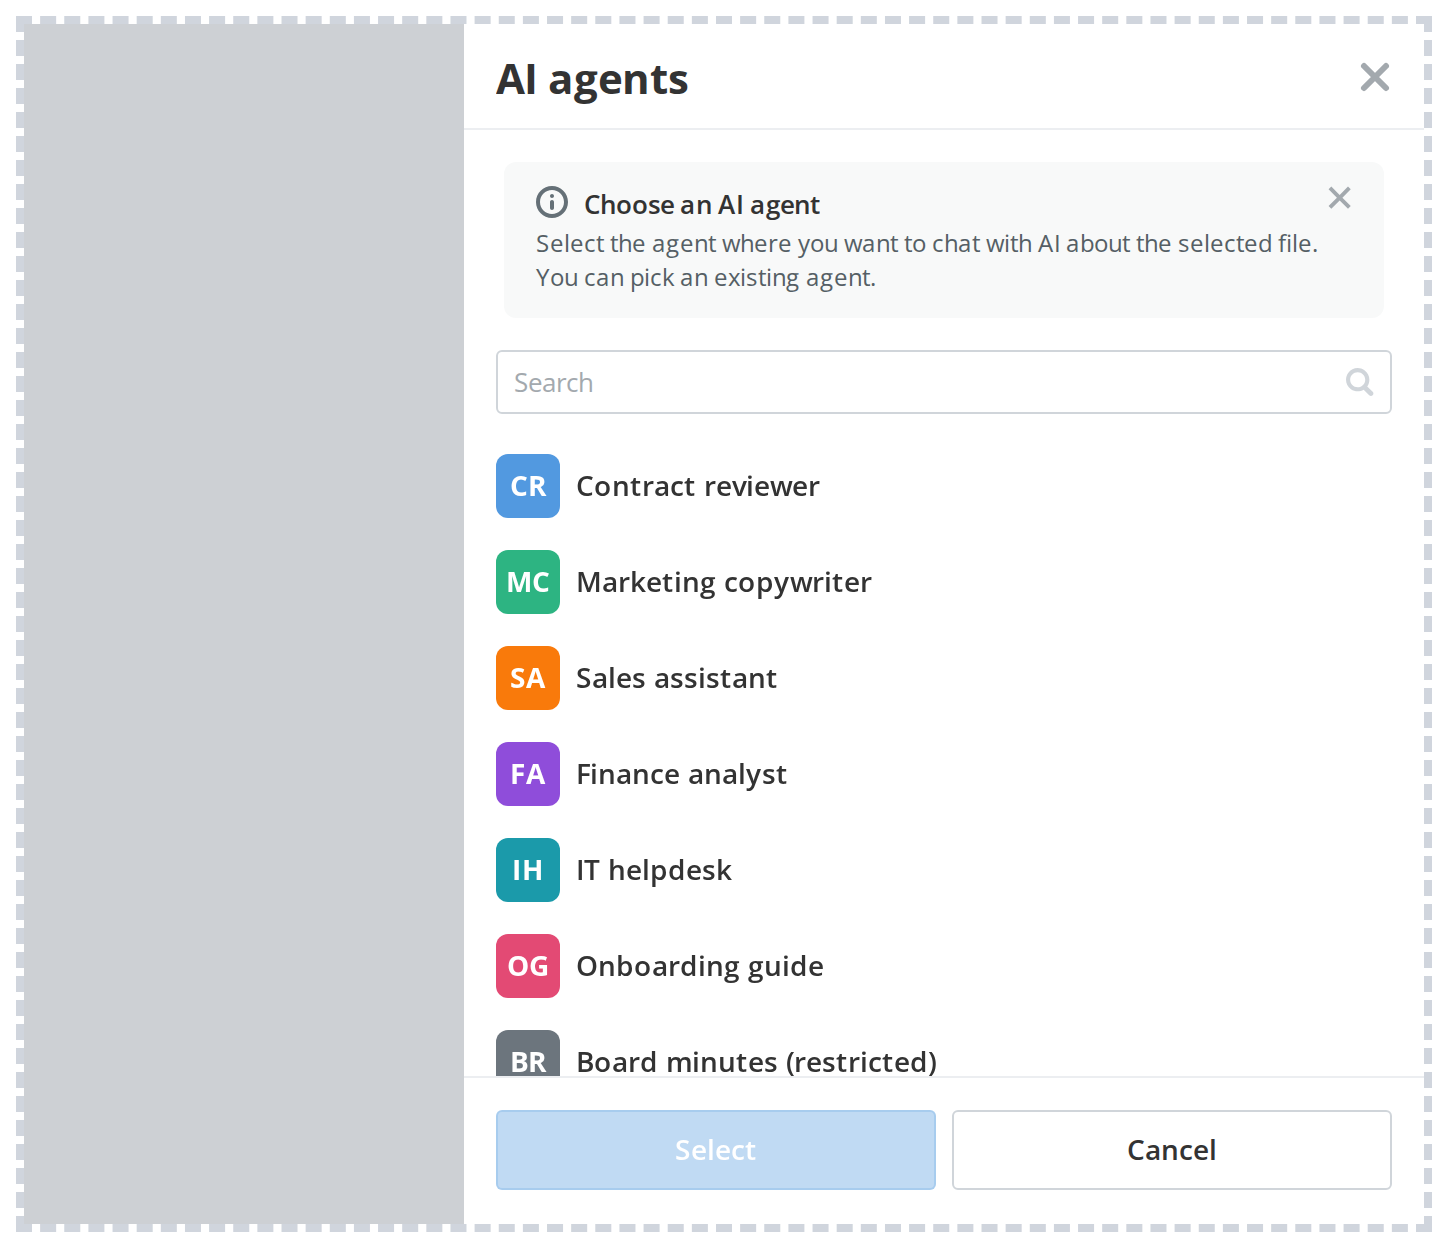 AI agents
Choose an AI agent
Select the agent where you want to chat with AI about the selected file.
You can pick an existing agent.
Search
CR Contract reviewer
MC Marketing copywriter
SA Sales assistant
FA Finance analyst
IH IT helpdesk
OG Onboarding guide
BR Board minutes (restricted)
Select Cancel